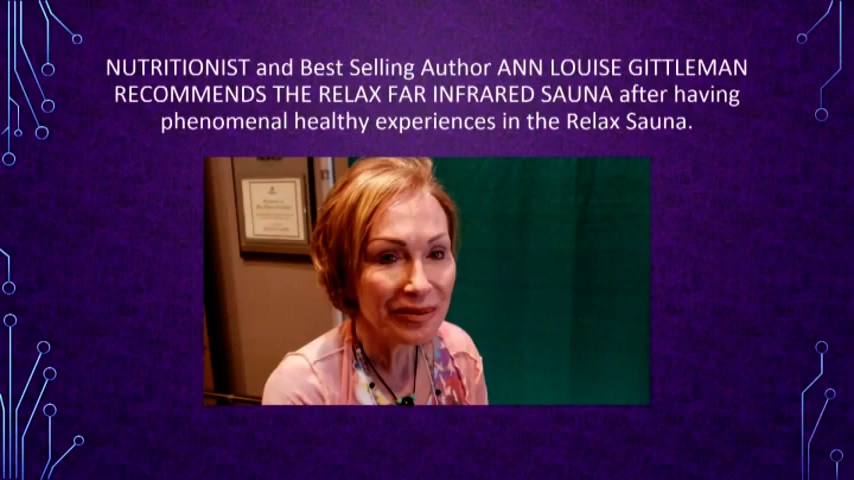 NUTRITIONIST and Best Selling Author ANN LOUISE GITTLEMAN
RECOMMENDS THE RELAX FAR INFRARED SAUNA after having
phenomenal healthy experiences in the Relax Sauna.